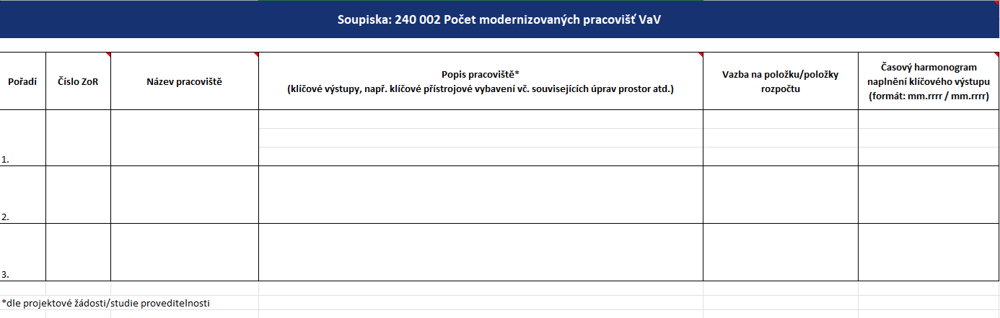 Soupiska: 240 002 Počet modernizovaných pracovišť VaV
Pořadí
Číslo ZoR
Název pracoviště
Popis pracoviště*
(klíčové výstupy, např. klíčové přístrojové vybavení vč. souvisejících úprav prostor atd.)
Vazba na položku/položky
rozpočtu
Časový harmonogram
naplnění klíčového výstupu
(formát: mm.rrrr / mm.rrrr)
1.
2.
3.
*dle projektové žádosti/studie proveditelnosti